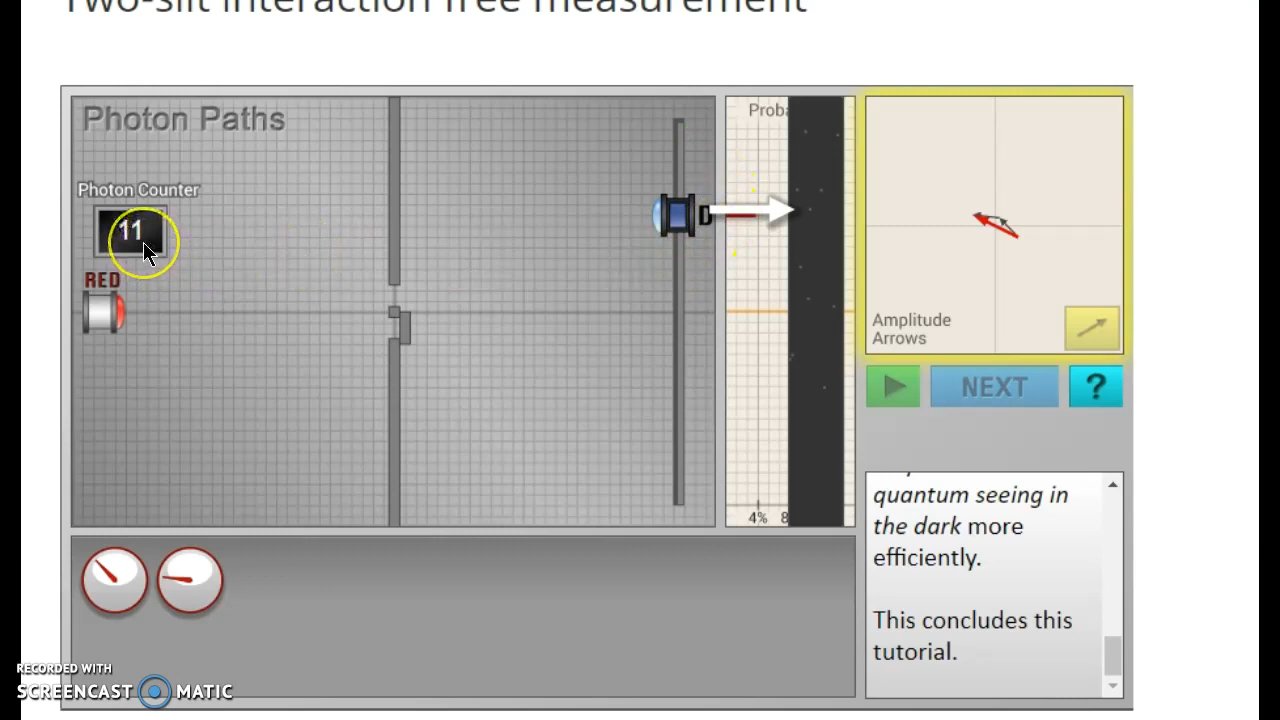 Two-slit interaction free measurement
Photon Paths
Photon Counter
11
RED
D
Proba
4% 8
Amplitude
Arrows
NEXT
?
quantum seeing in
the dark more
efficiently.
This concludes this
tutorial.
RECORDED WITH
SCREENCAST MATIC